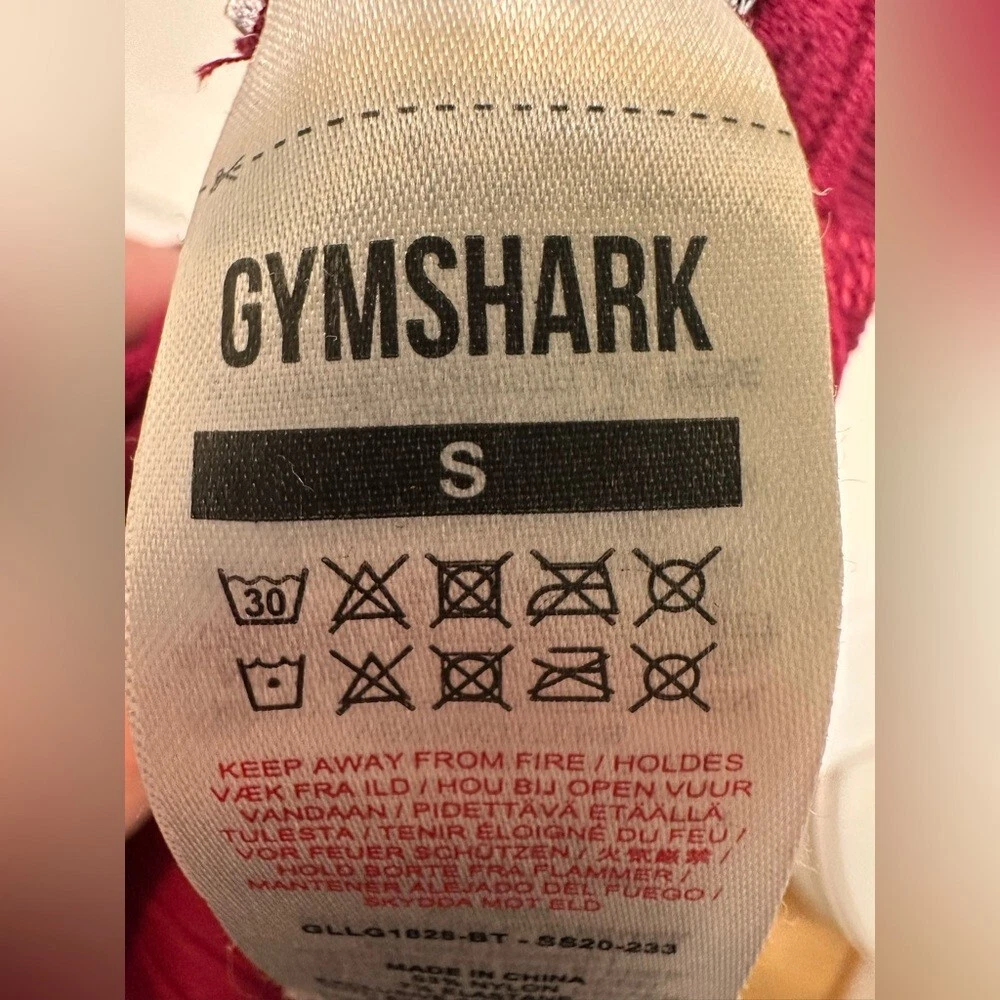 GYMSHARK
S
30
KEEP AWAY FROM FIRE / HOLDES
VÆK FRA ILD / HOU BIJ OPEN VUUR
VANDAAN / PIDETTÄVÄ ETÄÄLLÄ
TULESTA / TENIR ÉLOIGNÉ DU FEU /
VOR FEUER SCHÜTZEN / 火気厳禁 /
HOLD BORTE FRA FLAMMER /
MANTENER ALEJADO DEL FUEGO /
SKYDDA MOT ELD
GLLG1828-BT - SS20-233
MADE IN CHINA
NYLON